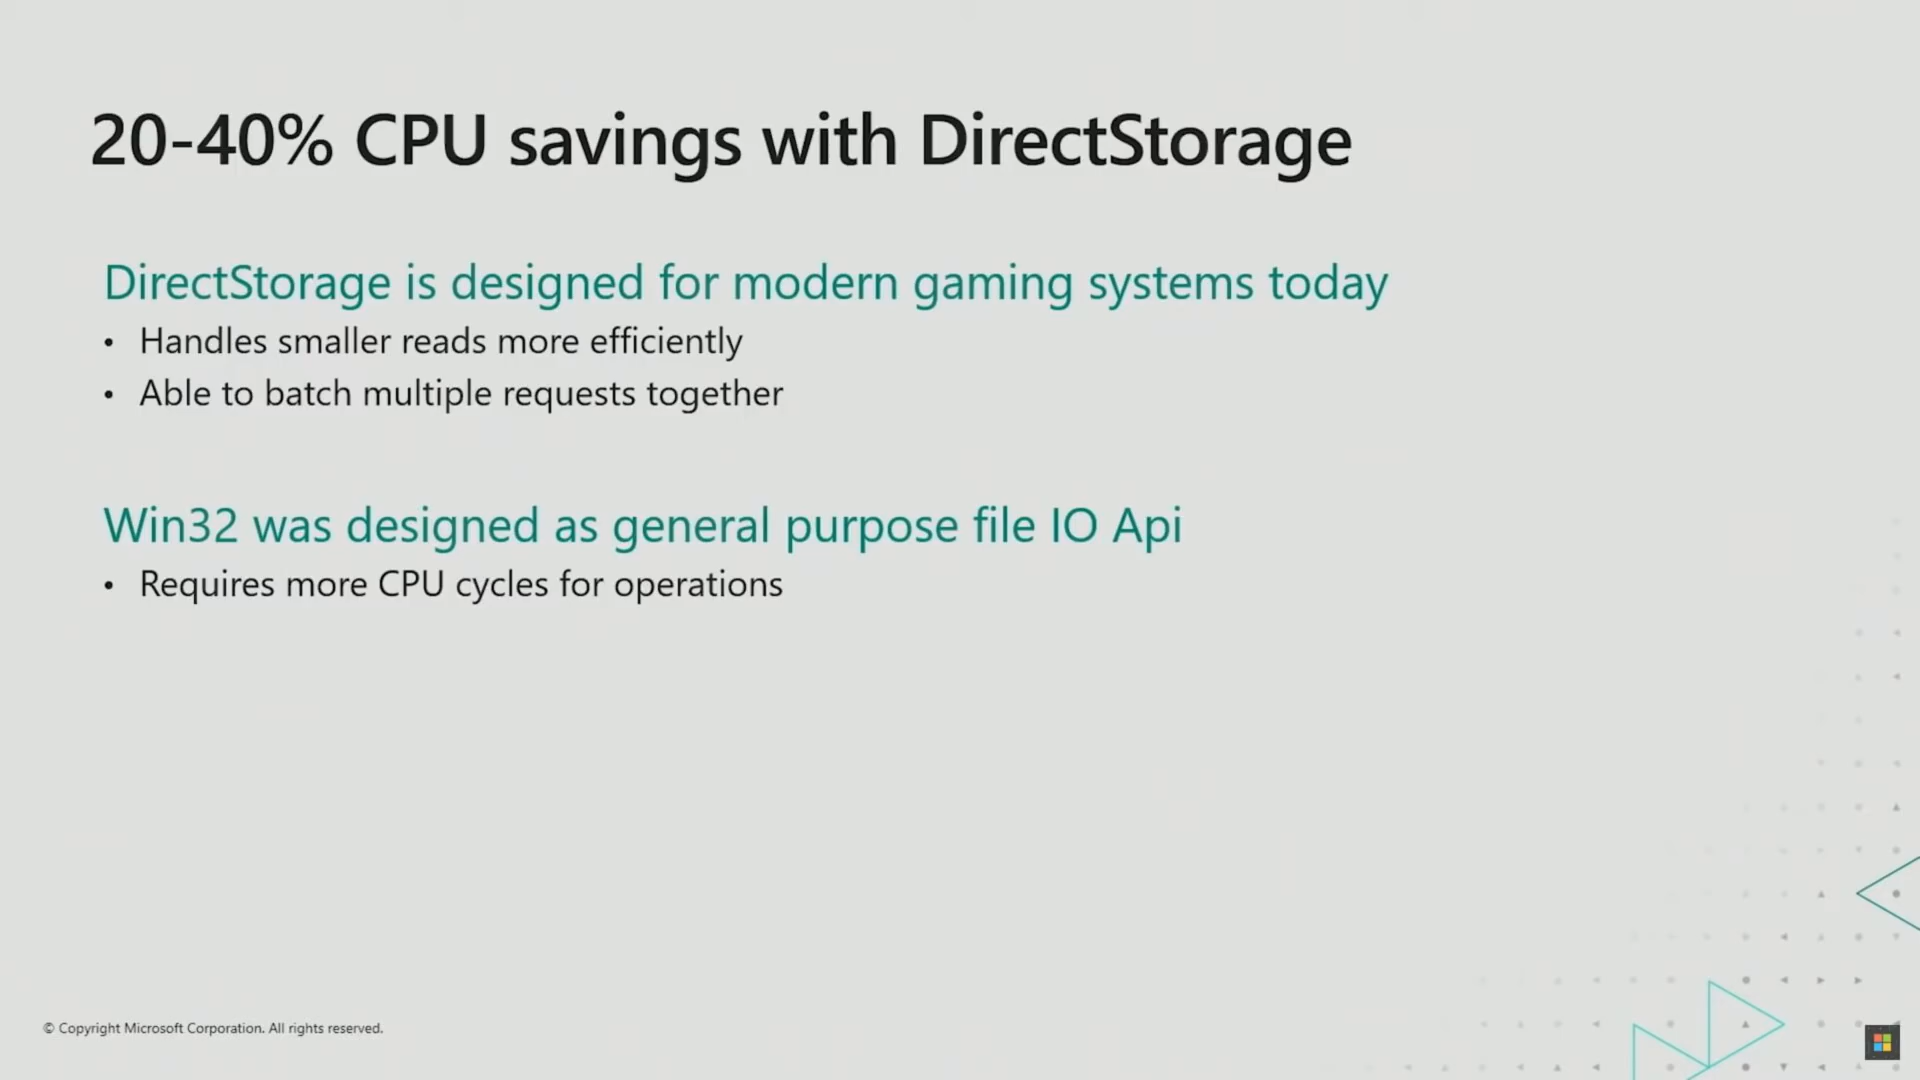 20-40% CPU savings with DirectStorage
DirectStorage is designed for modern gaming systems today
• Handles smaller reads more efficiently
• Able to batch multiple requests together
Win32 was designed as general purpose file IO Api
• Requires more CPU cycles for operations
© Copyright Microsoft Corporation. All rights reserved.